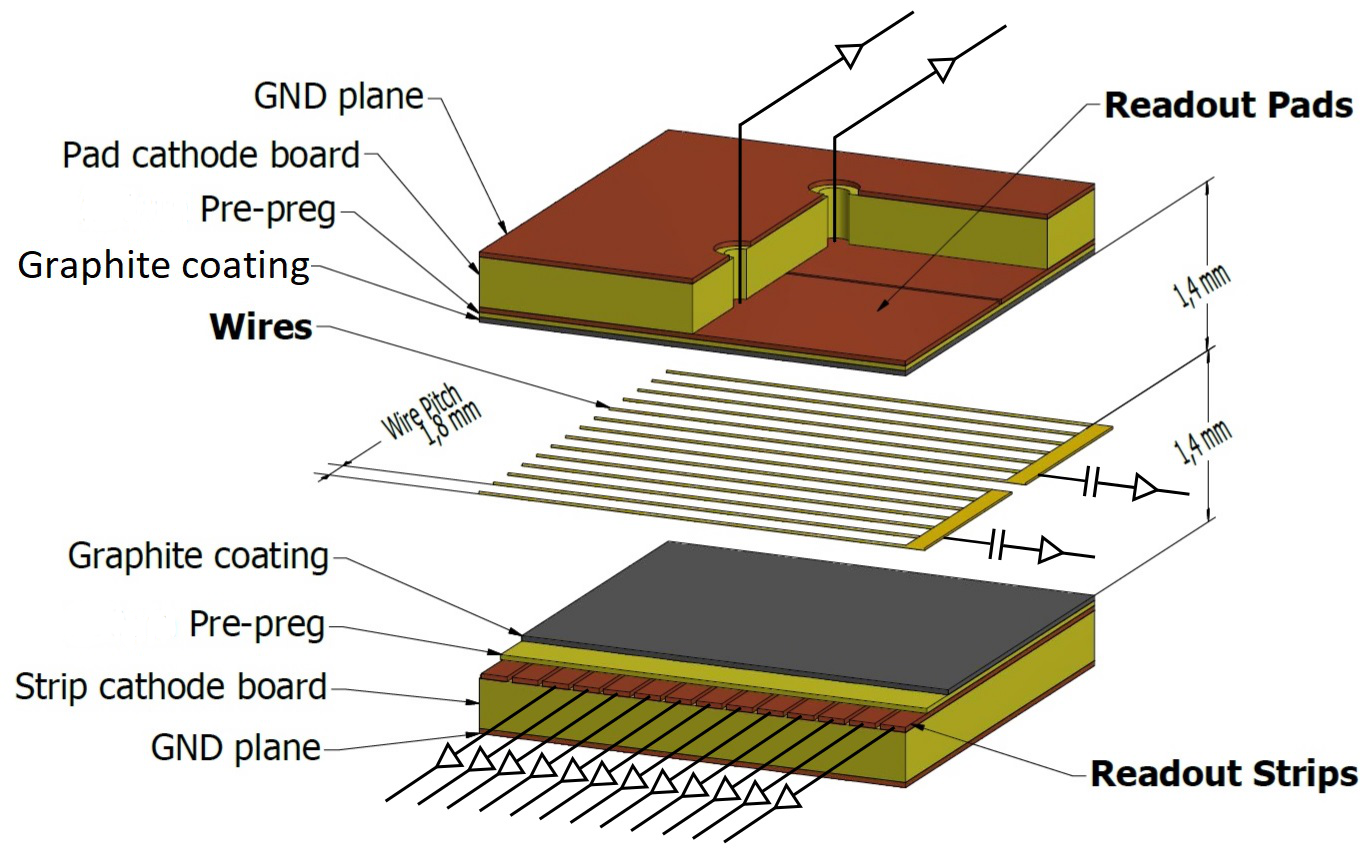 GND plane
Readout Pads
Pad cathode board
Pre-preg
Graphite coating
1,4 mm
Wires
Wire Pitch
1,8 mm
1,4 mm
Graphite coating
Pre-preg
Strip cathode board
GND plane
Readout Strips